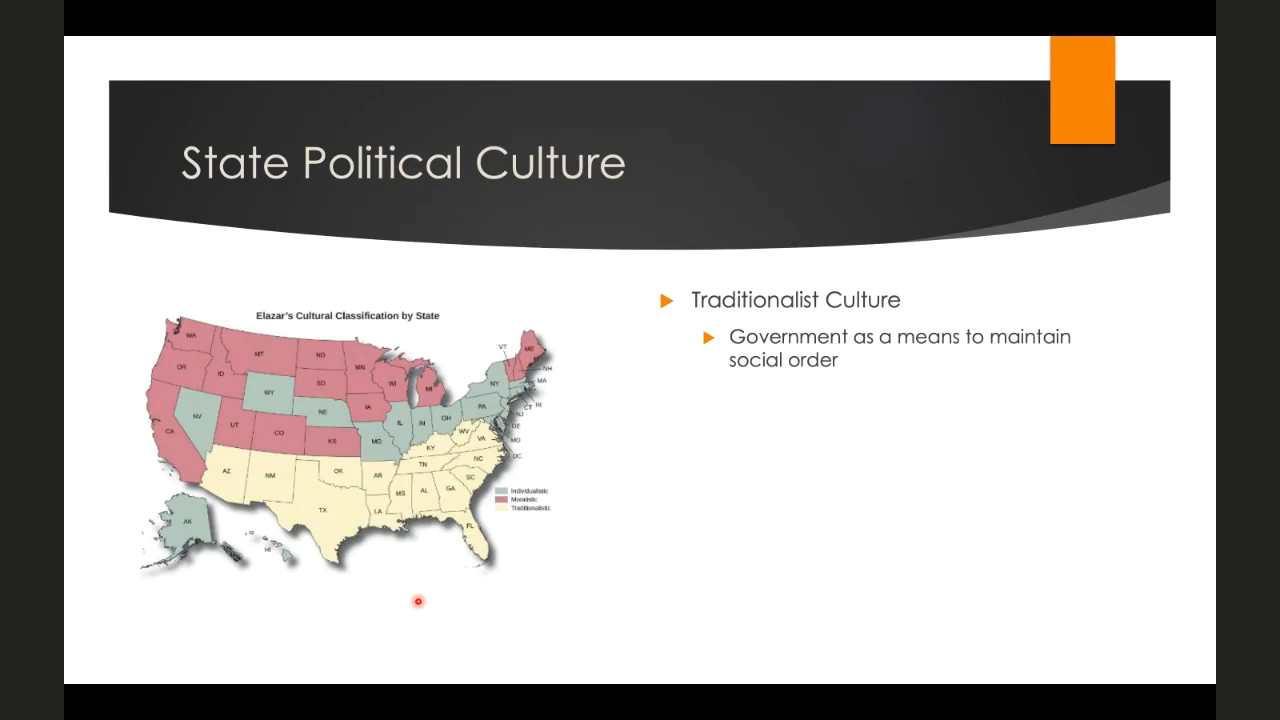 State Political Culture
Elazar's Cultural Classification by State
WA
MT
ND
MN
OR
ID
SD
WI
MI
WY
NV
NE
IA
UT
CO
KS
CA
MO
IL
IN
OH
PA
NY
VT
ME
NH
MA
CT
RI
NJ
DE
MD
DC
WV
VA
KY
AZ
NM
OK
AR
TN
NC
SC
MS
AL
GA
TX
LA
FL
AK
HI
Individualistic
Moralistic
Traditionalistic
Traditionalist Culture
Government as a means to maintain
social order